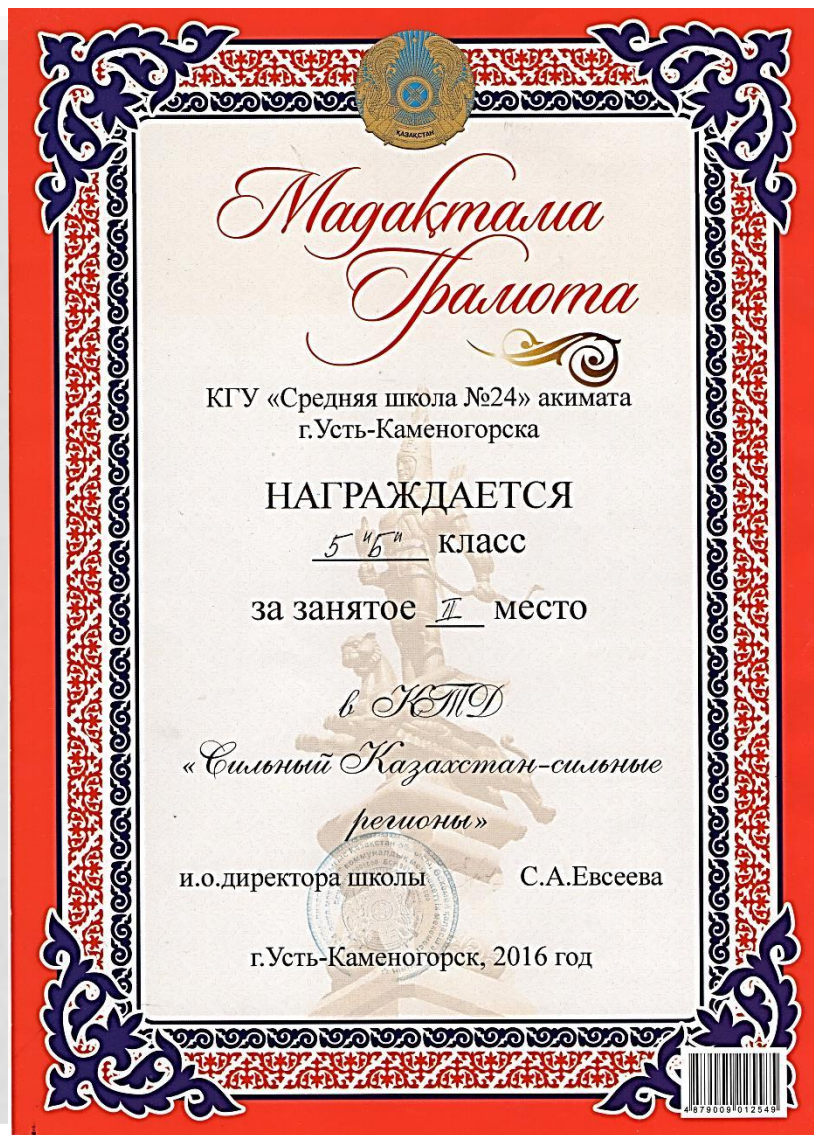 ҚАЗАҚСТАН
Мадақтама
Грамота
КГУ «Средняя школа №24» акимата
г.Усть-Каменогорска
НАГРАЖДАЕТСЯ
5 "Б" класс
за занятое II место
в КТД
«Сильный Казахстан-сильные
регионы»
и.о.директора школы С.А.Евсеева
г.Усть-Каменогорск, 2016 год
4 879009 012549